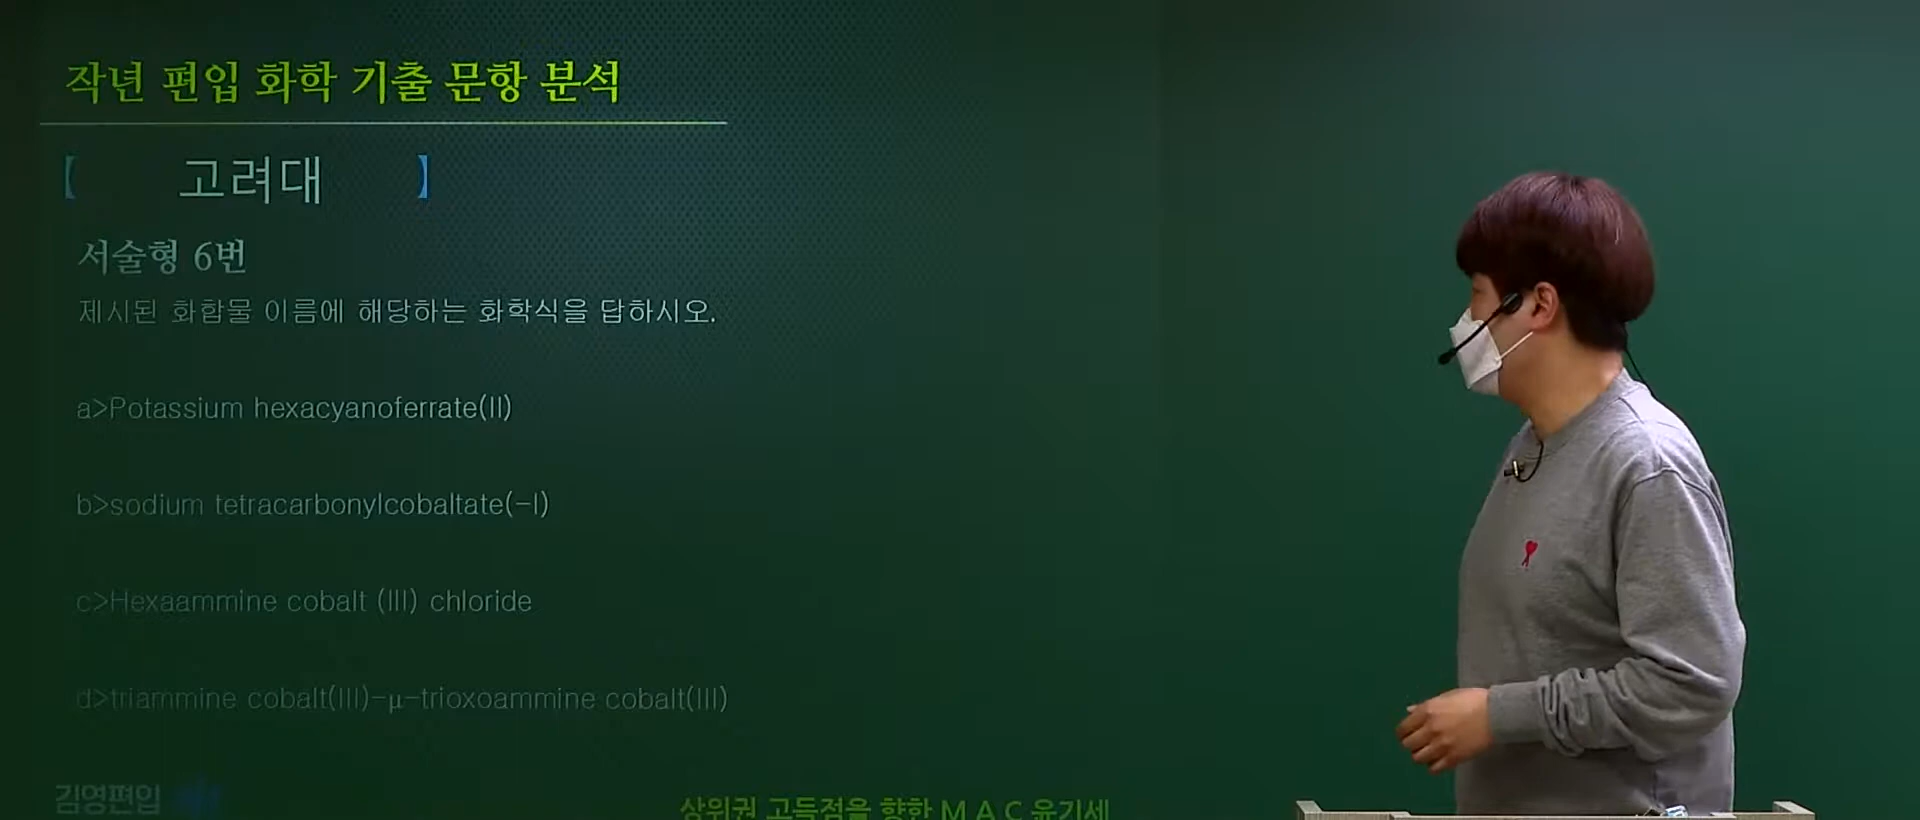 작년 편입 화학 기출 문항 분석
【 고려대 】
서술형 6번
제시된 화합물 이름에 해당하는 화학식을 답하시오.
a>Potassium hexacyanoferrate(II)
b>sodium tetracarbonylcobaltate(-I)
c>Hexaammine cobalt (III) chloride
d>triammine cobalt(III)-μ-trioxoammine cobalt(III)
김영편입
상위권 고득점을 향한 M A C 윤기세